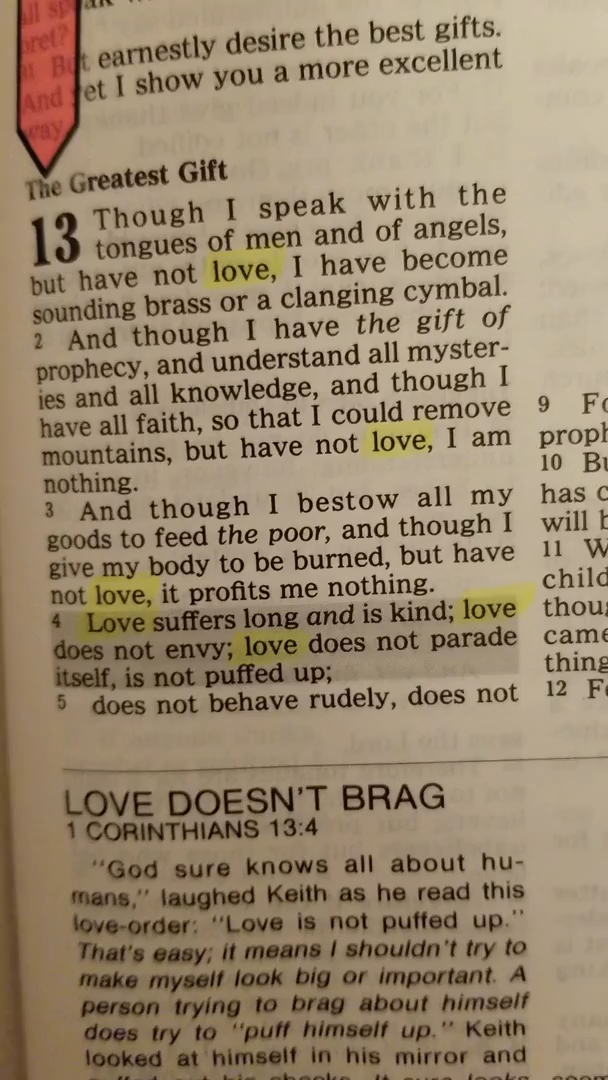 But earnestly desire the best gifts.
And yet I show you a more excellent
way.
The Greatest Gift
13 Though I speak with the
tongues of men and of angels,
but have not love, I have become
sounding brass or a clanging cymbal.
2 And though I have the gift of
prophecy, and understand all myster-
ies and all knowledge, and though I
have all faith, so that I could remove
mountains, but have not love, I am
nothing.
3 And though I bestow all my
goods to feed the poor, and though I
give my body to be burned, but have
not love, it profits me nothing.
4 Love suffers long and is kind; love
does not envy; love does not parade
itself, is not puffed up;
5 does not behave rudely, does not
LOVE DOESN'T BRAG
1 CORINTHIANS 13:4
"God sure knows all about hu-
mans," laughed Keith as he read this
love-order: "Love is not puffed up."
That's easy; it means I shouldn't try to
make myself look big or important. A
person trying to brag about himself
does try to "puff himself up." Keith
looked at himself in his mirror and
9
10
11
12
has
will
child
came